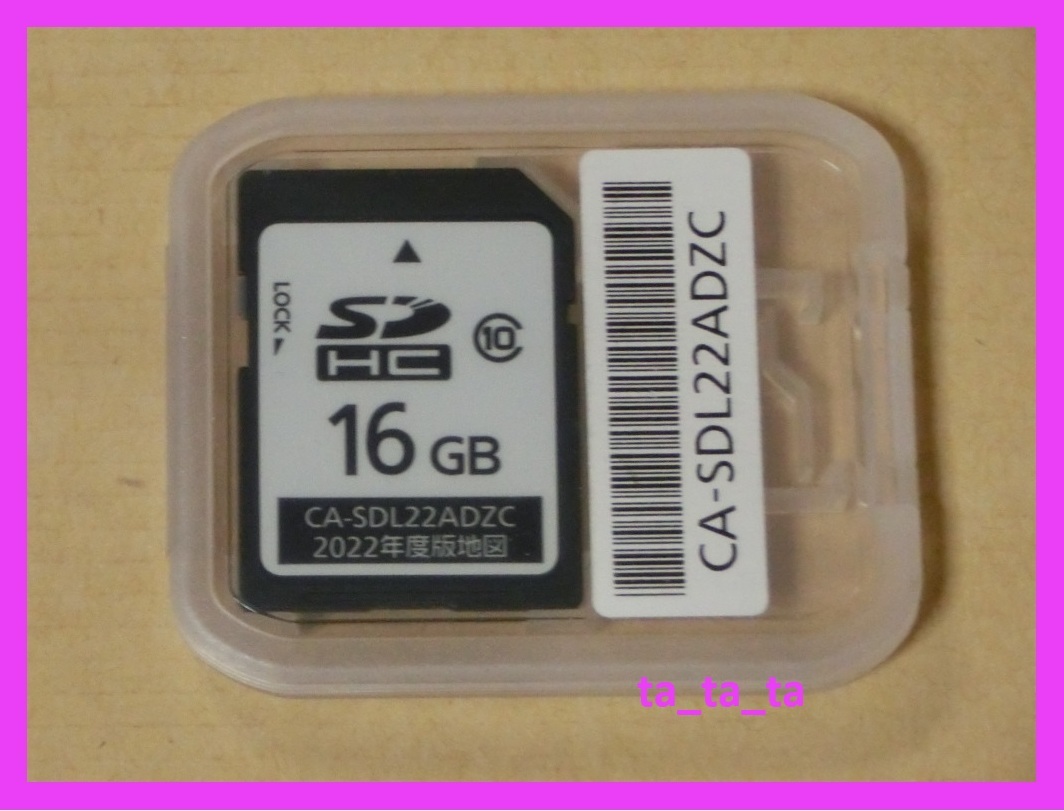 LOCK
SD
HC
10
16 GB
CA-SDL22ADZC
2022年度版地図
CA-SDL22ADZC
ta_ta_ta